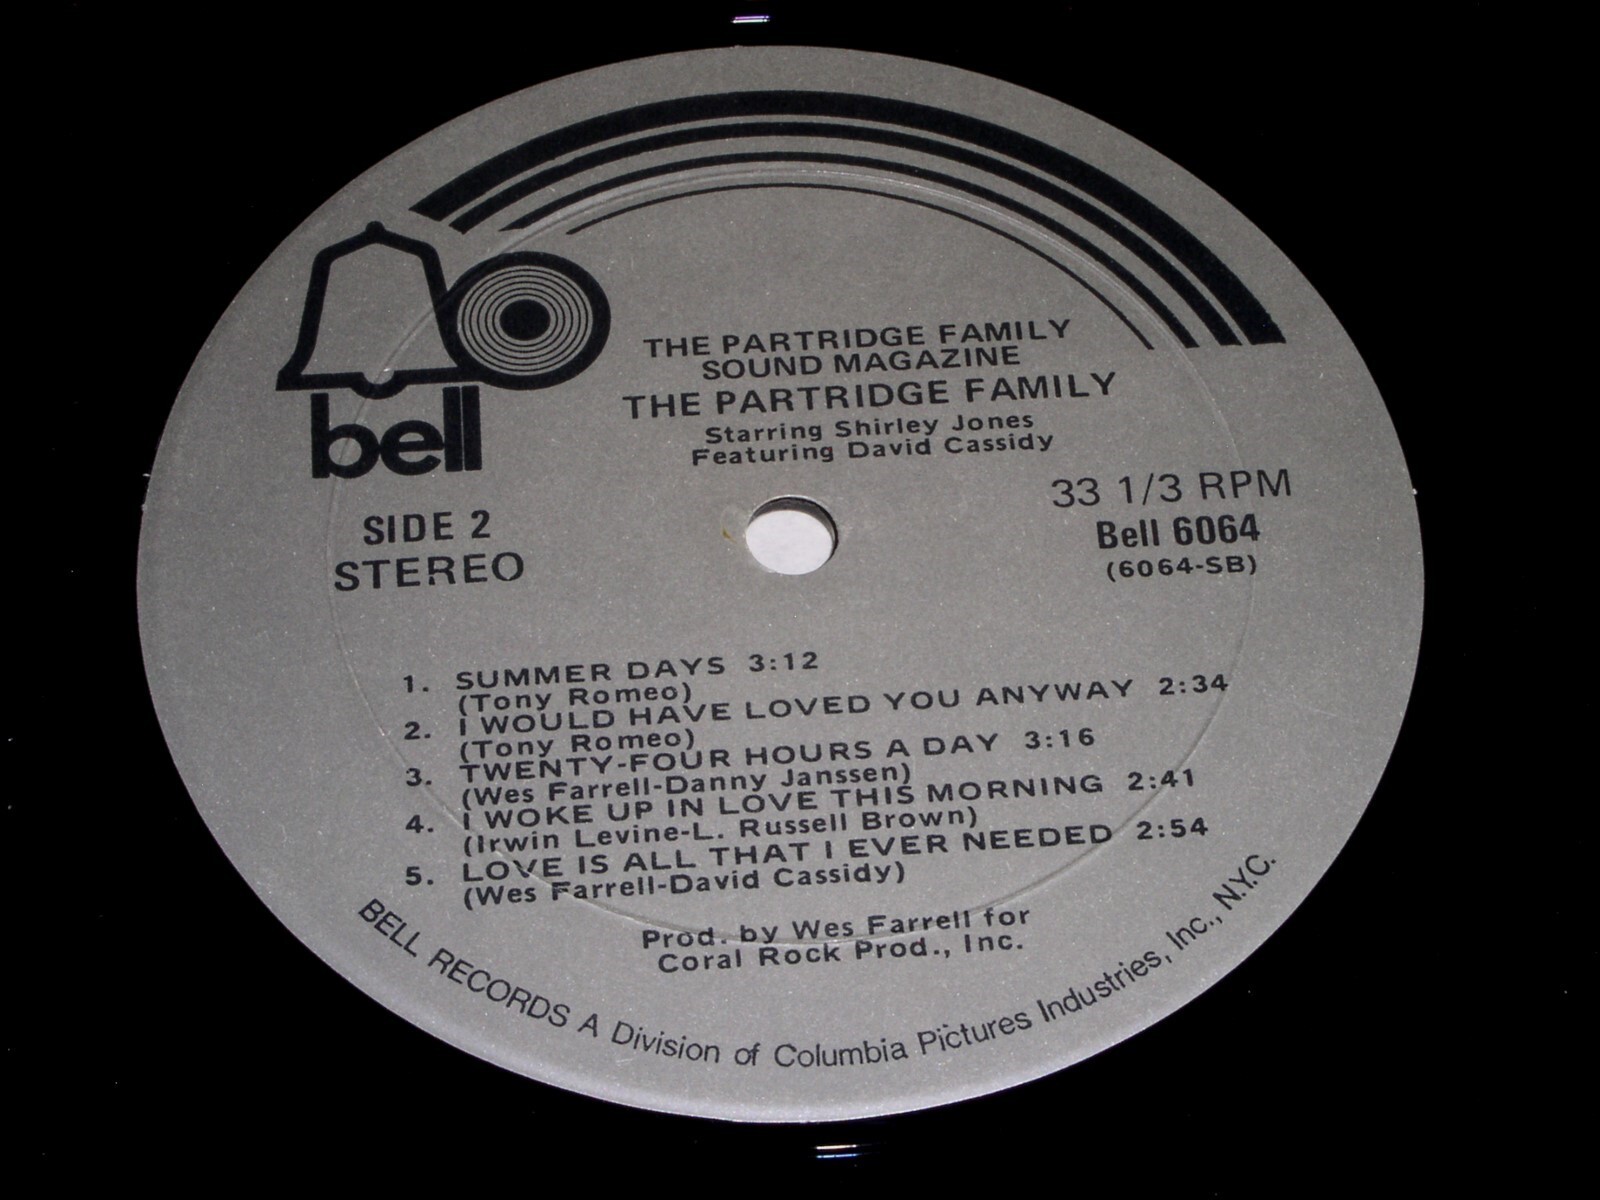 THE PARTRIDGE FAMILY
SOUND MAGAZINE
THE PARTRIDGE FAMILY
Starring Shirley Jones
Featuring David Cassidy
bell
SIDE 2
STEREO
33 1/3 RPM
Bell 6064
(6064-SB)
1. SUMMER DAYS 3:12
(Tony Romeo)
2. I WOULD HAVE LOVED YOU ANYWAY 2:34
(Tony Romeo)
3. TWENTY-FOUR HOURS A DAY 3:16
(Wes Farrell-Danny Janssen)
4. I WOKE UP IN LOVE THIS MORNING 2:41
(Irwin Levine-L. Russell Brown)
5. LOVE IS ALL THAT I EVER NEEDED 2:54
(Wes Farrell-David Cassidy)
Prod. by Wes Farrell for
Coral Rock Prod., Inc.
BELL RECORDS A Division of Columbia Pictures Industries, Inc., N.Y.C.